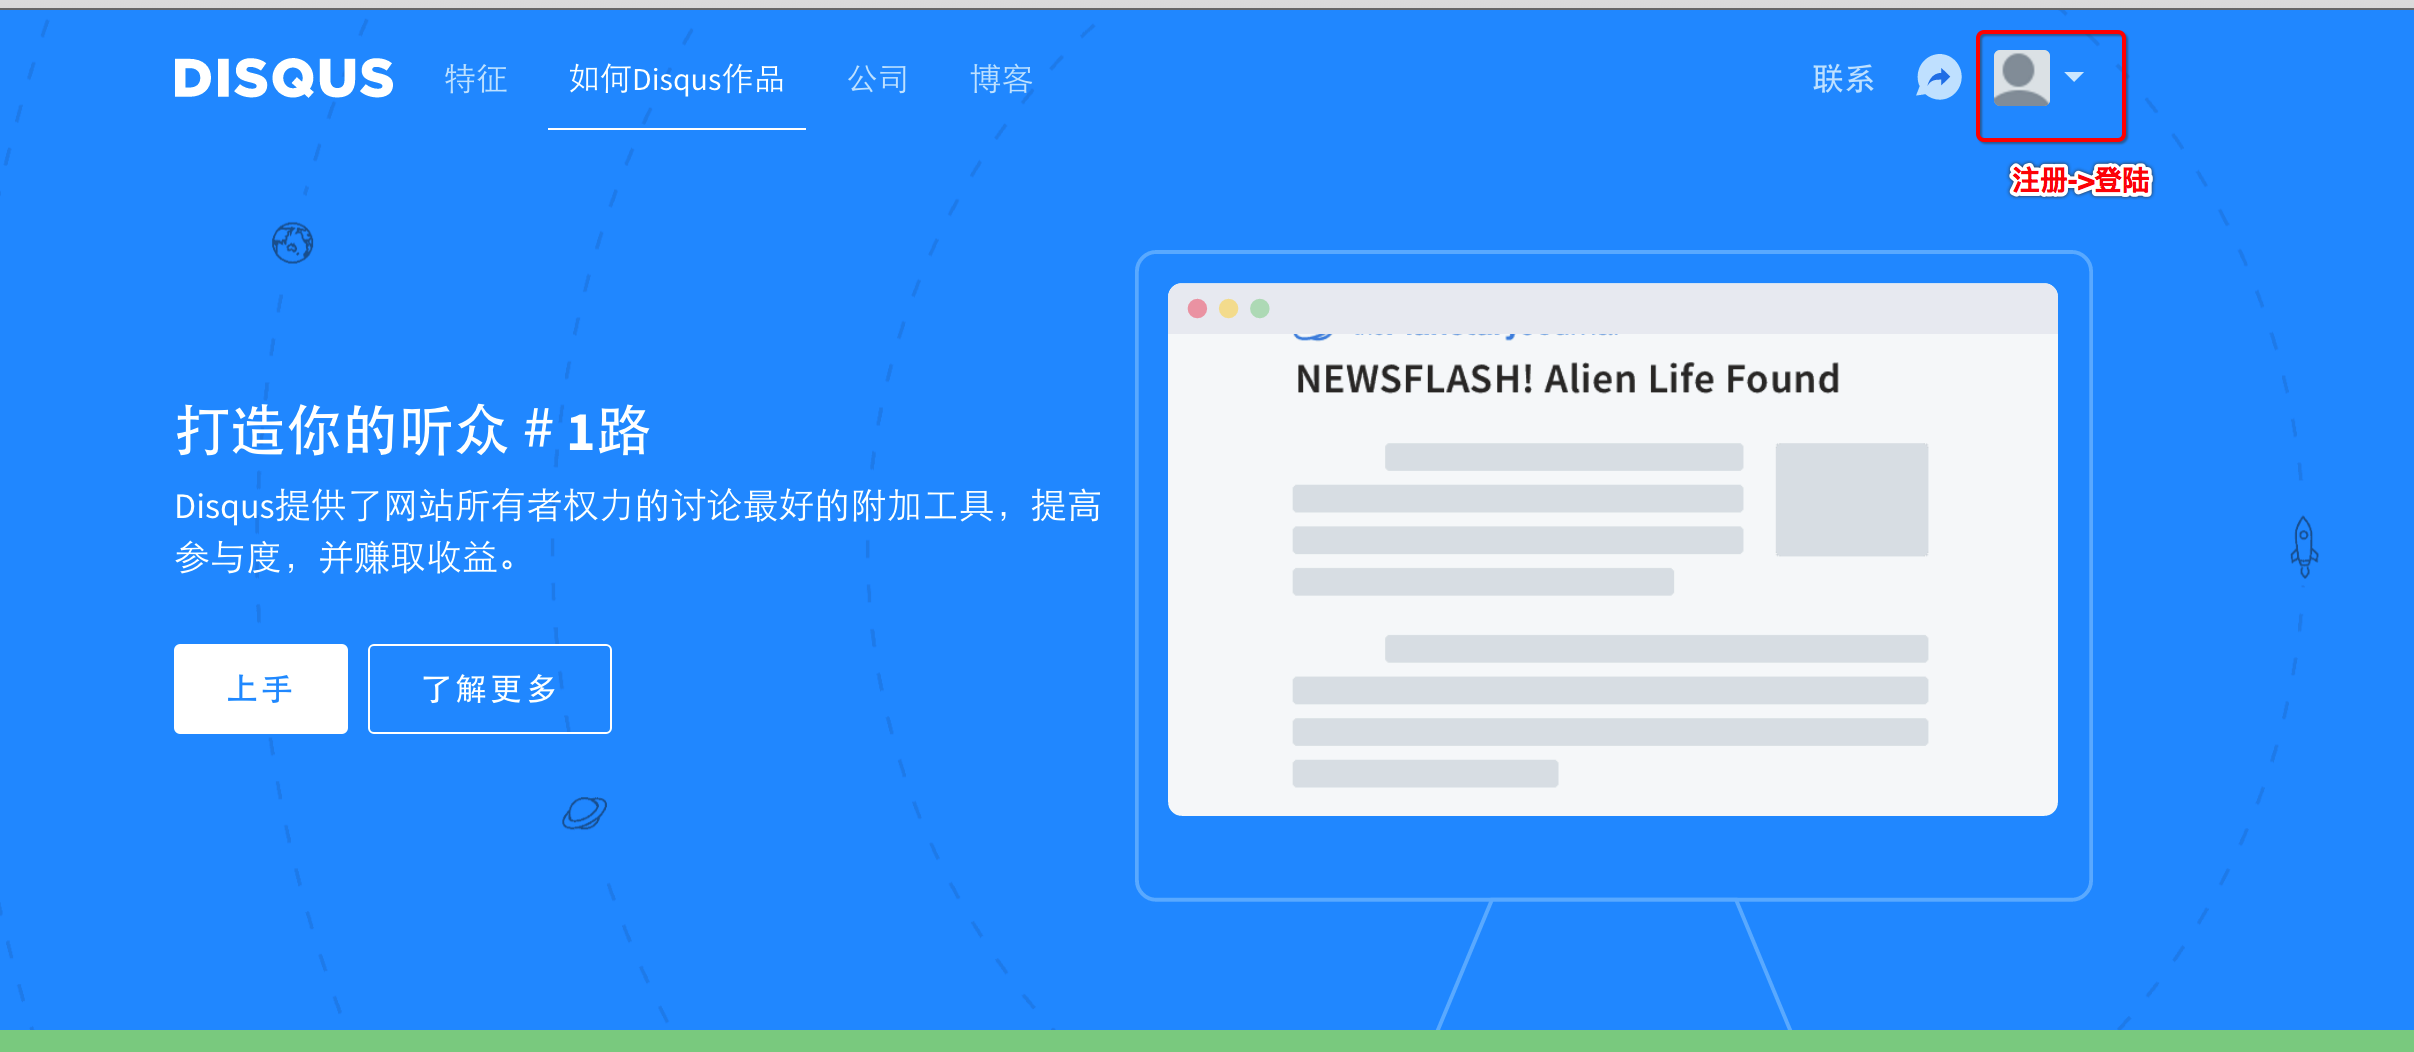 DISQUS 特征 如何Disqus作品 公司 博客 联系
注册->登陆
打造你的听众 # 1路
Disqus提供了网站所有者权力的讨论最好的附加工具，提高
参与度，并赚取收益。
上手 了解更多
NEWSFLASH! Alien Life Found